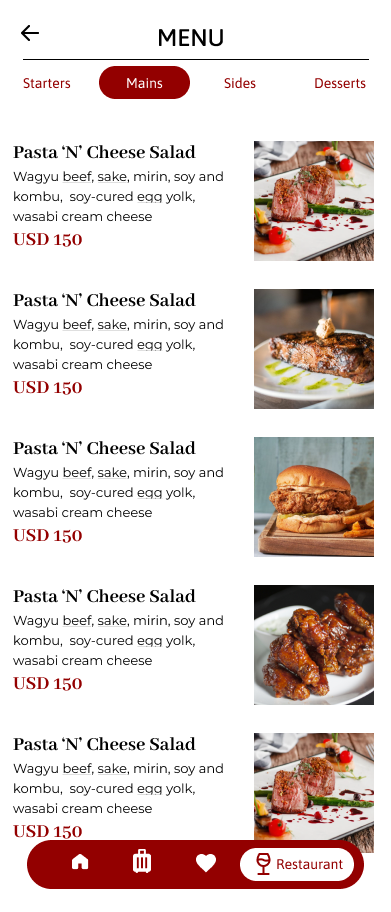 MENU
Starters Mains Sides Desserts
Pasta ‘N’ Cheese Salad
Wagyu beef, sake, mirin, soy and
kombu, soy-cured egg yolk,
wasabi cream cheese
USD 150
Pasta ‘N’ Cheese Salad
Wagyu beef, sake, mirin, soy and
kombu, soy-cured egg yolk,
wasabi cream cheese
USD 150
Pasta ‘N’ Cheese Salad
Wagyu beef, sake, mirin, soy and
kombu, soy-cured egg yolk,
wasabi cream cheese
USD 150
Pasta ‘N’ Cheese Salad
Wagyu beef, sake, mirin, soy and
kombu, soy-cured egg yolk,
wasabi cream cheese
USD 150
Pasta ‘N’ Cheese Salad
Wagyu beef, sake, mirin, soy and
kombu, soy-cured egg yolk,
wasabi cream cheese
USD 150
Restaurant